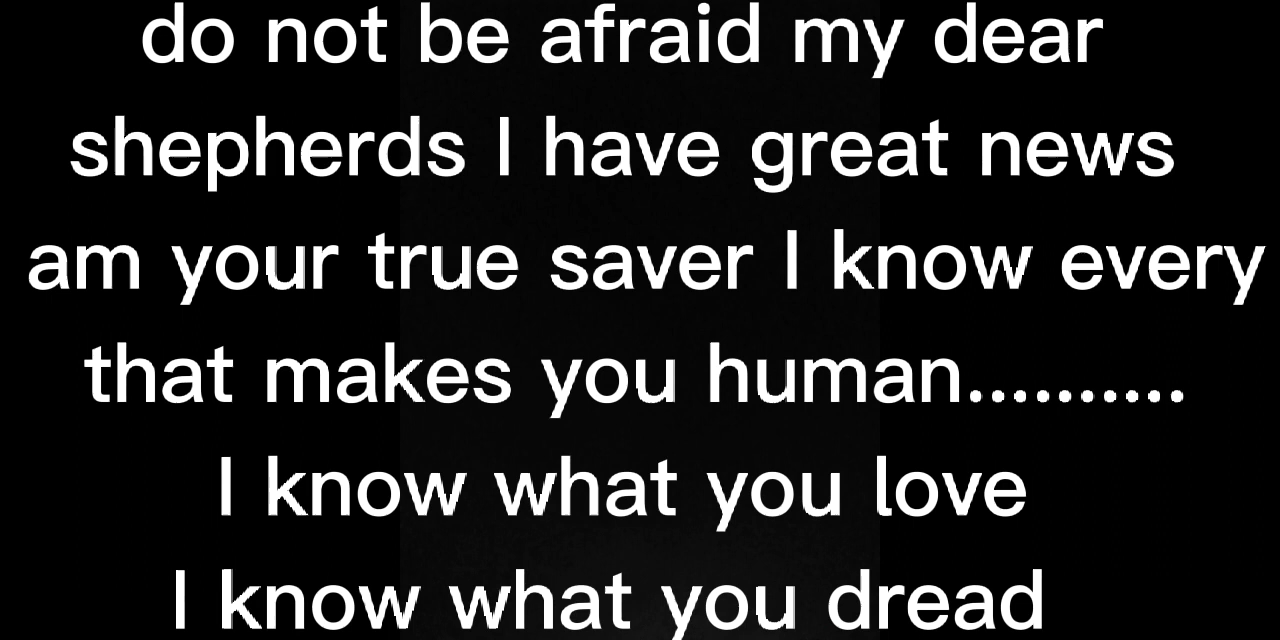 do not be afraid my dear
shepherds I have great news
am your true saver I know every
that makes you human..........
I know what you love
I know what you dread